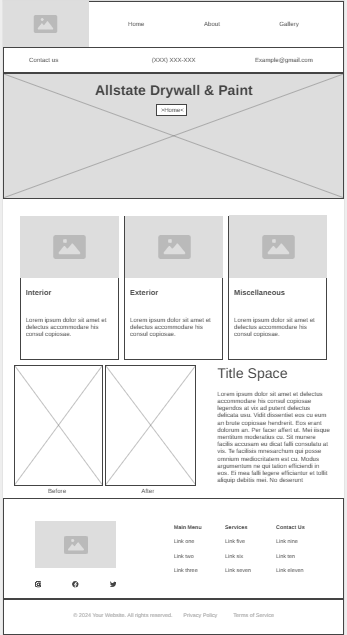 Home About Gallery
Contact us (XXX) XXX-XXX Example@gmail.com
Allstate Drywall & Paint
>Home<
Interior
Lorem ipsum dolor sit amet et
delectus accommodare his
consul copiosae.
Exterior
Lorem ipsum dolor sit amet et
delectus accommodare his
consul copiosae.
Miscellaneous
Lorem ipsum dolor sit amet et
delectus accommodare his
consul copiosae.
Before After
Title Space
Lorem ipsum dolor sit amet et delectus
accommodare his consul copiosae
legendos at vix ad putent delectus
delicata usu. Vidit dissentiet eos cu eum
an brute copiosae hendrerit. Eos erant
dolorum an. Per facer affert ut. Mei iisque
mentitum moderatius cu. Sit munere
facilis accusam eu dicat falli consulatu at
vis. Te facilisis mnesarchum qui posse
omnium mediocritatem est cu. Modus
argumentum ne qui tation efficiendi in
eos. Ei mea falli legere efficiantur et tollit
aliquip debitis mei. No deserunt
Main Menu Services Contact Us
Link one Link five Link nine
Link two Link six Link ten
Link three Link seven Link eleven
© 2024 Your Website. All rights reserved. Privacy Policy Terms of Service